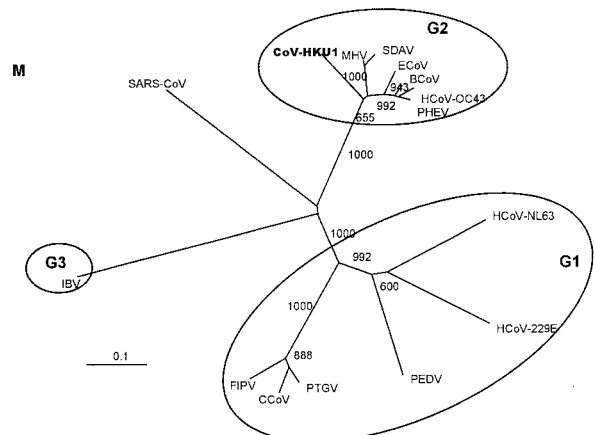 G2
CoV-HKU1
MHV
SDAV
ECoV
1000
943
BCoV
M
SARS-CoV
992
HCoV-OC43
PHEV
655
1000
HCoV-NL63
1000
992
G1
G3
IBV
600
1000
HCoV-229E
0.1
888
FIPV
PTGV
PEDV
CCoV